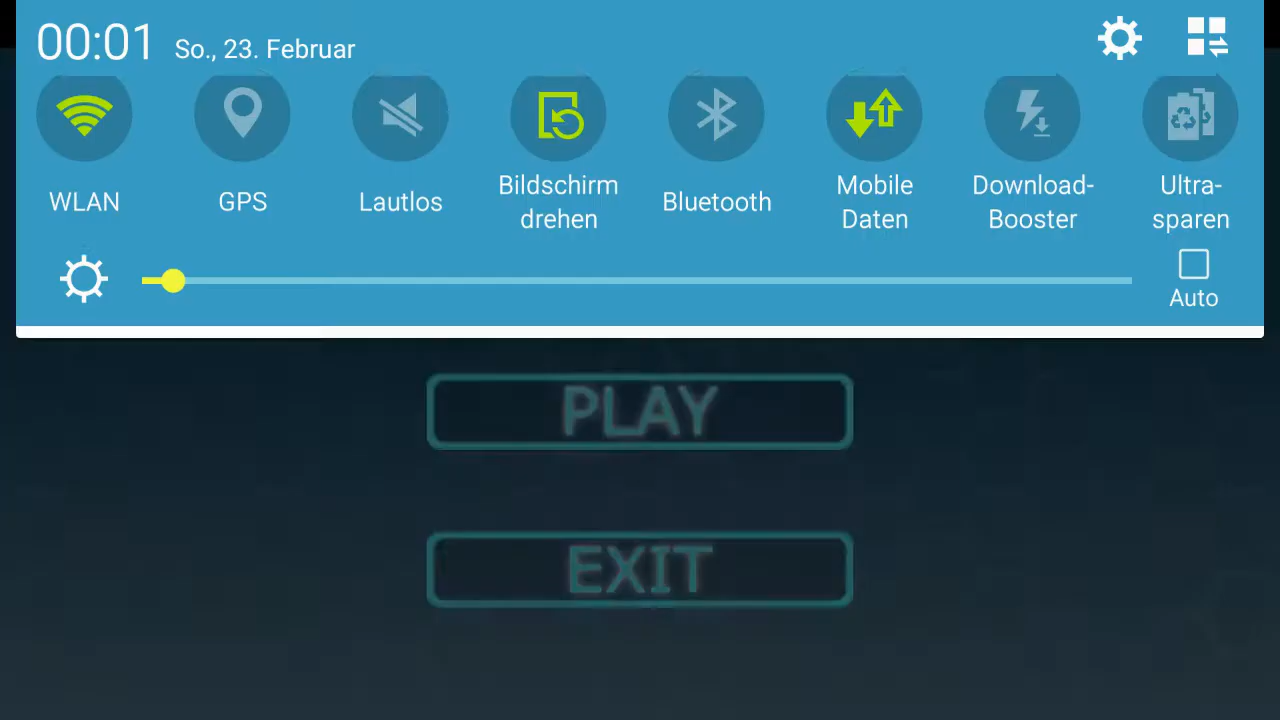 00:01 So., 23. Februar
WLAN GPS Lautlos Bildschirm drehen Bluetooth Mobile Daten Download-Booster Ultra-sparen
Auto
PLAY
EXIT